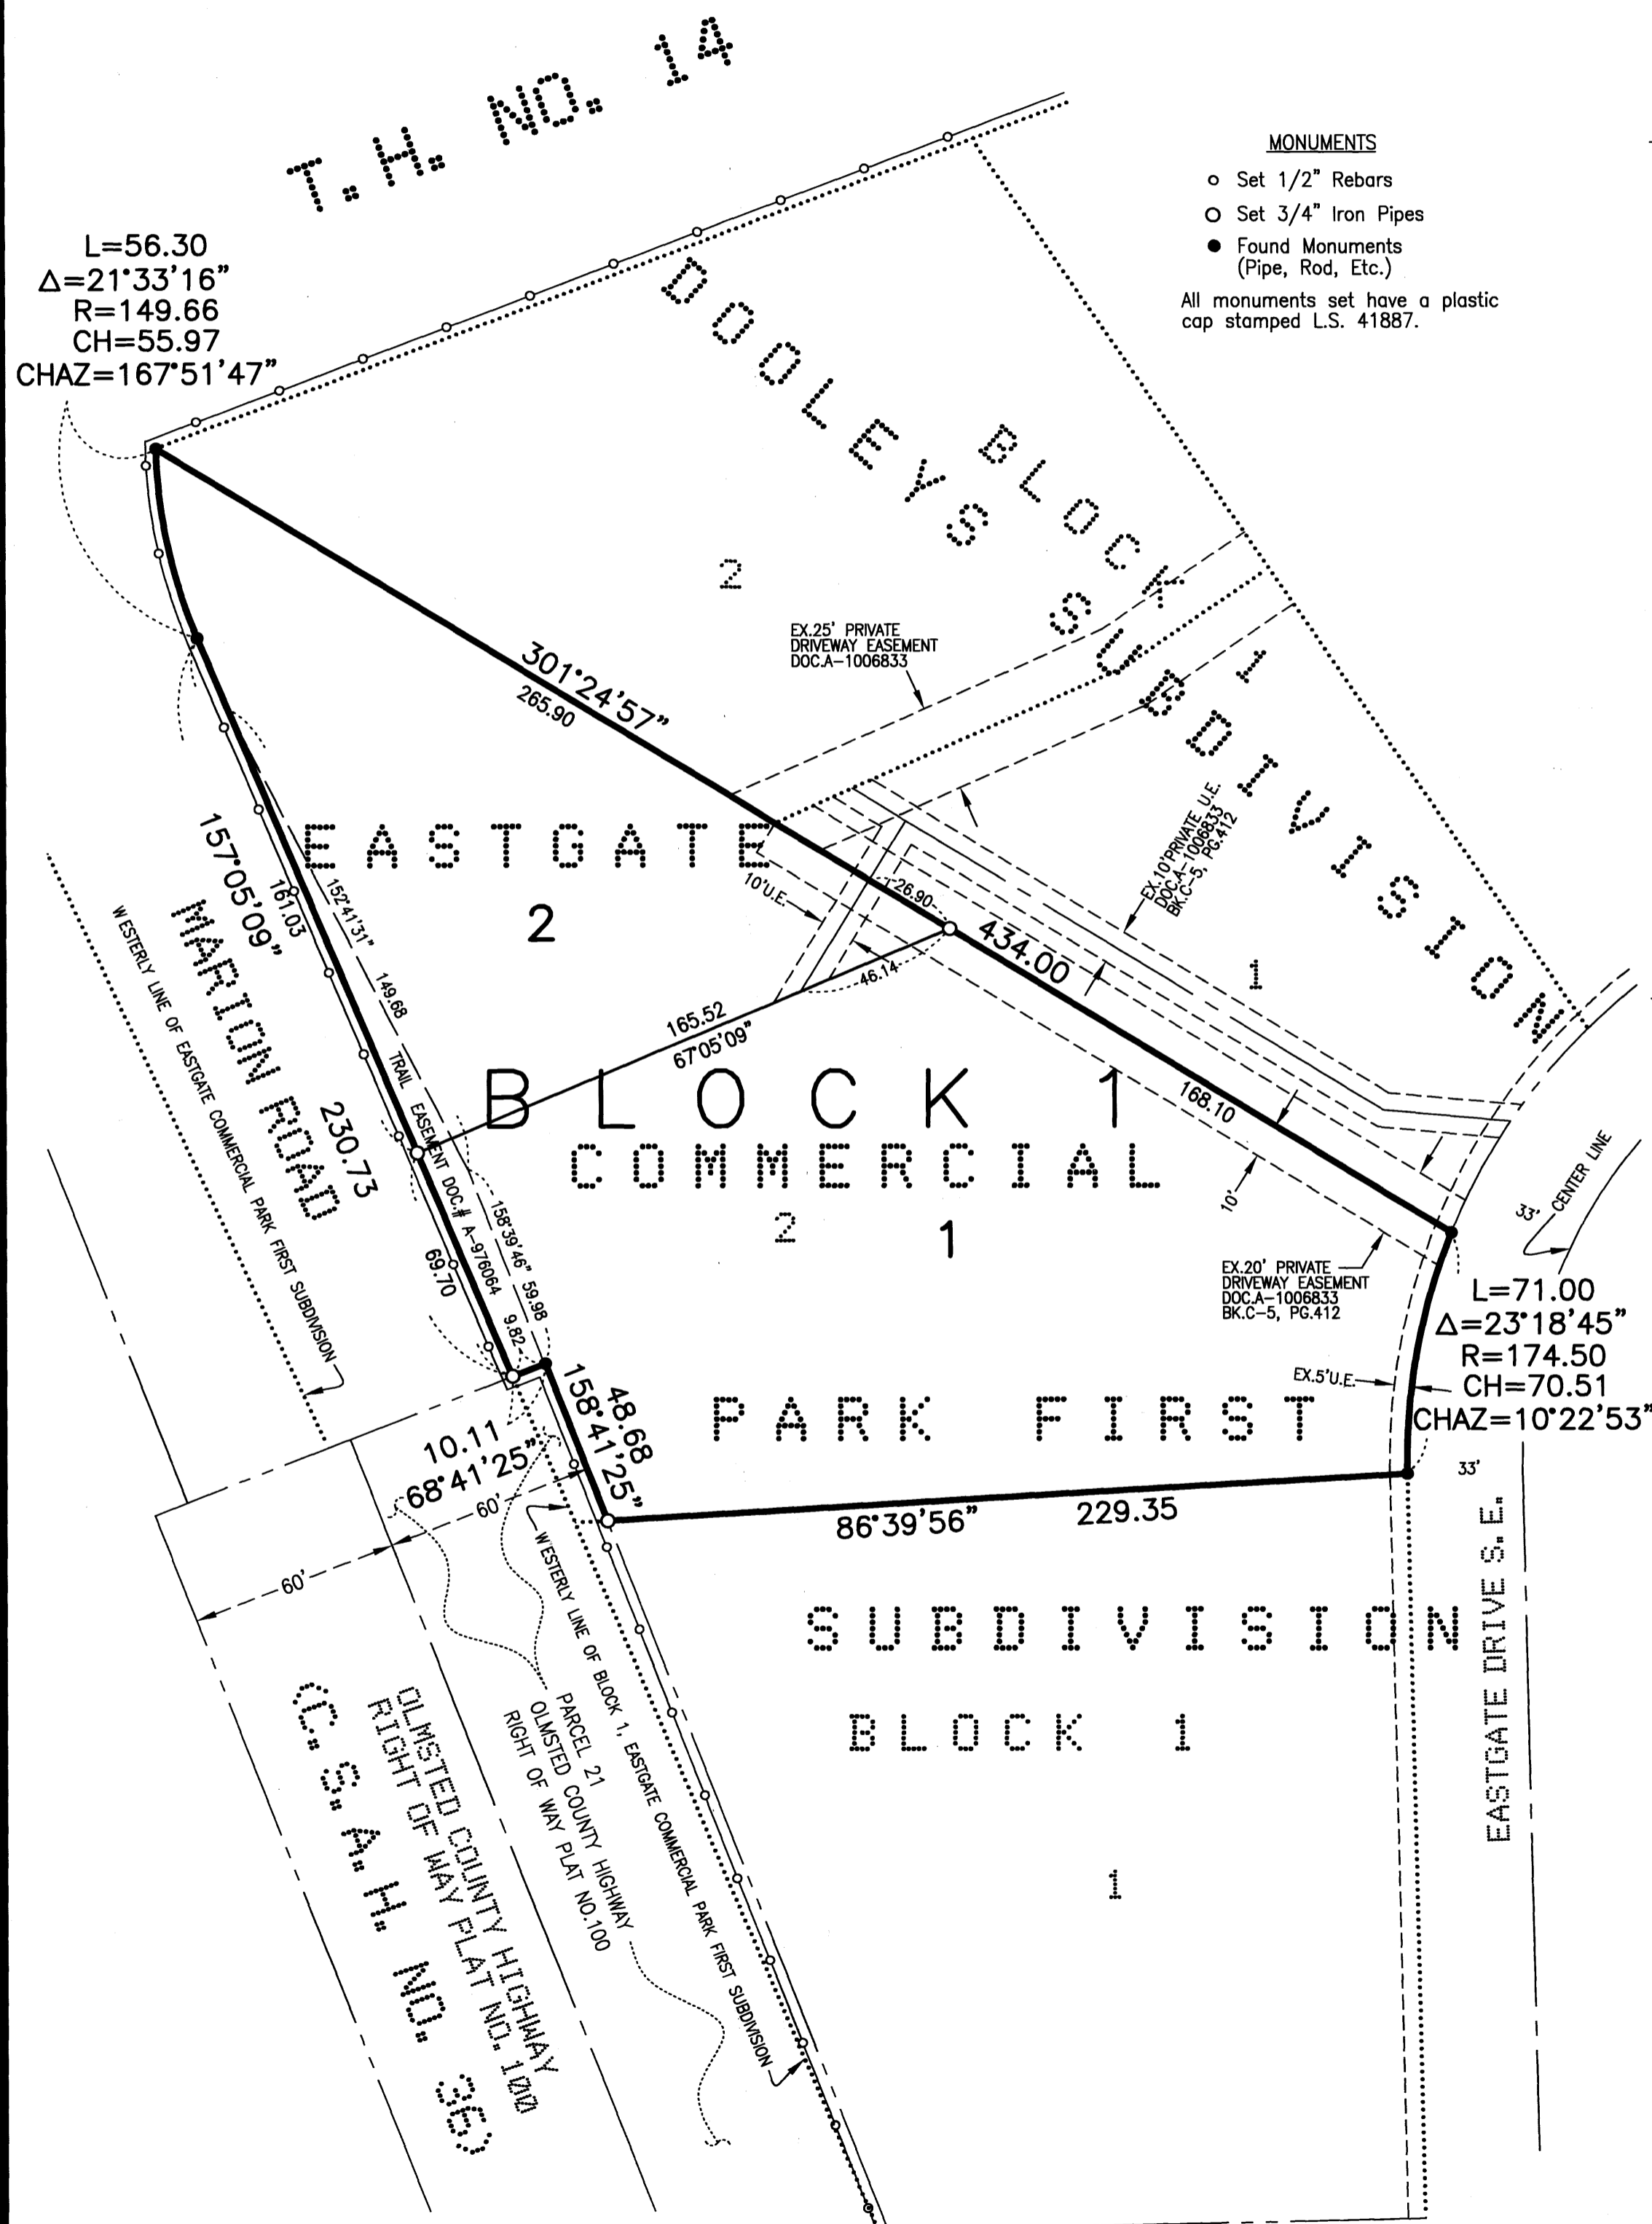 T.H. NO. 14
MONUMENTS
Set 1/2" Rebars
Set 3/4" Iron Pipes
Found Monuments
(Pipe, Rod, Etc.)
All monuments set have a plastic
cap stamped L.S. 41887.
L=56.30
Δ=21°33'16"
R=149.66
CH=55.97
CHAZ=167°51'47"
DOOLEYS SUBDIVISION
BLOCK 1
2
EX.25' PRIVATE
DRIVEWAY EASEMENT
DOC.A-1006833
301°24'57"
265.90
EX.10'PRIVATE U.E.
DOC.A-1006833
BK.C-5, PG.412
EASTGATE
2
10'U.E.
26.90
434.00
1
157°05'09"
161.03
152°41'31"
149.68
MARION ROAD
WESTERLY LINE OF EASTGATE COMMERCIAL PARK FIRST SUBDIVISION
46.14
165.52
67°05'09"
TRAIL EASEMENT DOC.# A-976064
230.73
BLOCK 1
168.10
COMMERCIAL
2
1
10'
33'
CENTER LINE
158°39'46" 59.98
69.70
9.82
EX.20' PRIVATE
DRIVEWAY EASEMENT
DOC.A-1006833
BK.C-5, PG.412
L=71.00
Δ=23°18'45"
R=174.50
CH=70.51
CHAZ=10°22'53"
EX.5'U.E.
PARK FIRST
48.68
158°41'25"
10.11
68°41'25"
60'
60'
33'
86°39'56" 229.35
SUBDIVISION
BLOCK 1
1
EASTGATE DRIVE S.E.
WESTERLY LINE OF BLOCK 1, EASTGATE COMMERCIAL PARK FIRST SUBDIVISION
PARCEL 21
OLMSTED COUNTY HIGHWAY
RIGHT OF WAY PLAT NO.100
OLMSTED COUNTY HIGHWAY
RIGHT OF WAY PLAT NO. 100
(C.S.A.H. NO. 36)